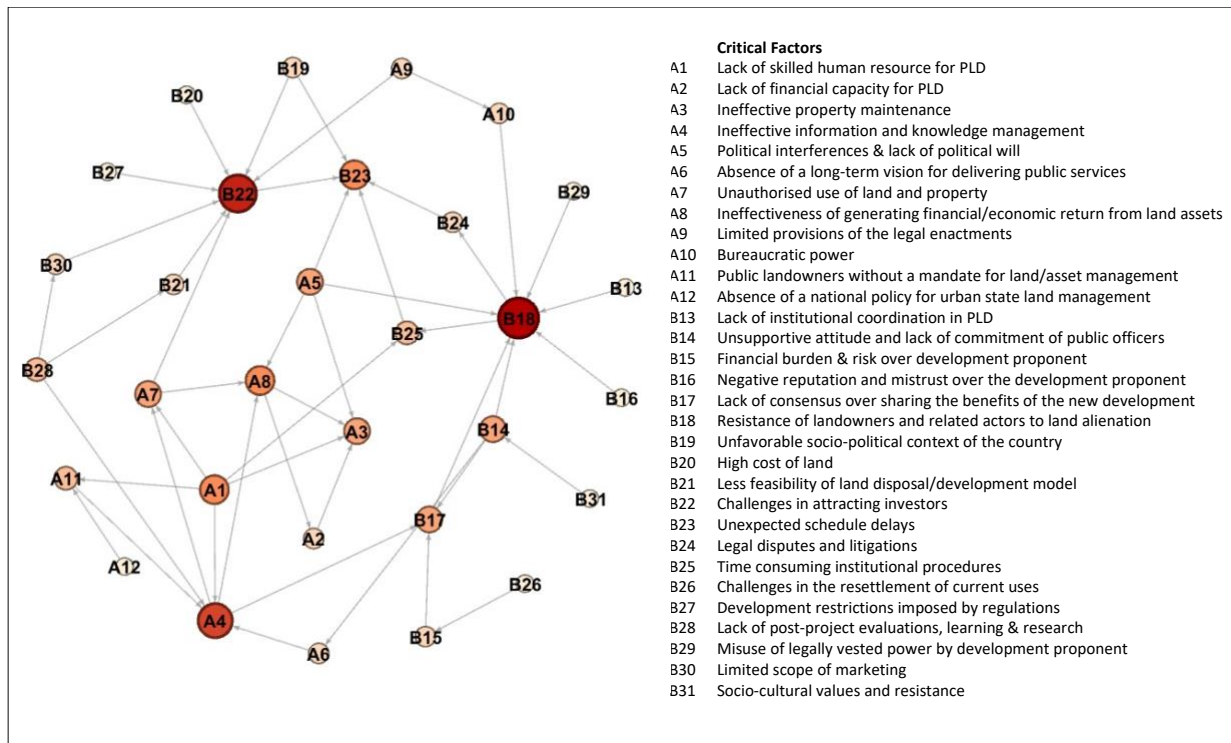 B19
A9
B20
A10
B27
B23
B22
B29
B24
B30
B21
A5
B13
B18
B25
B28
A8
A7
B16
A3
B14
A11
A1
B31
B17
A2
A12
B26
A4
B15
A6
Critical Factors
A1 Lack of skilled human resource for PLD
A2 Lack of financial capacity for PLD
A3 Ineffective property maintenance
A4 Ineffective information and knowledge management
A5 Political interferences & lack of political will
A6 Absence of a long-term vision for delivering public services
A7 Unauthorised use of land and property
A8 Ineffectiveness of generating financial/economic return from land assets
A9 Limited provisions of the legal enactments
A10 Bureaucratic power
A11 Public landowners without a mandate for land/asset management
A12 Absence of a national policy for urban state land management
B13 Lack of institutional coordination in PLD
B14 Unsupportive attitude and lack of commitment of public officers
B15 Financial burden & risk over development proponent
B16 Negative reputation and mistrust over the development proponent
B17 Lack of consensus over sharing the benefits of the new development
B18 Resistance of landowners and related actors to land alienation
B19 Unfavorable socio-political context of the country
B20 High cost of land
B21 Less feasibility of land disposal/development model
B22 Challenges in attracting investors
B23 Unexpected schedule delays
B24 Legal disputes and litigations
B25 Time consuming institutional procedures
B26 Challenges in the resettlement of current uses
B27 Development restrictions imposed by regulations
B28 Lack of post-project evaluations, learning & research
B29 Misuse of legally vested power by development proponent
B30 Limited scope of marketing
B31 Socio-cultural values and resistance